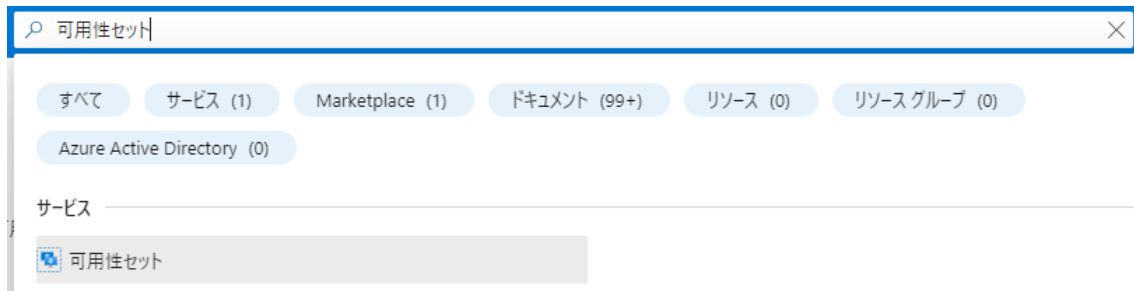 可用性セット
すべて サービス (1) Marketplace (1) ドキュメント (99+) リソース (0) リソース グループ (0)
Azure Active Directory (0)
サービス
可用性セット